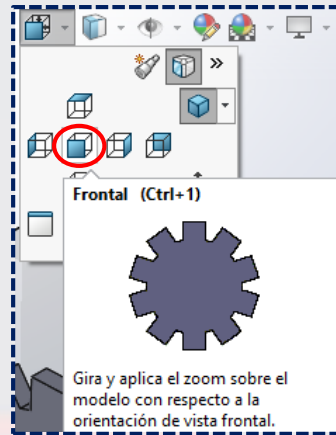 »
Frontal (Ctrl+1)
Gira y aplica el zoom sobre el
modelo con respecto a la
orientación de vista frontal.